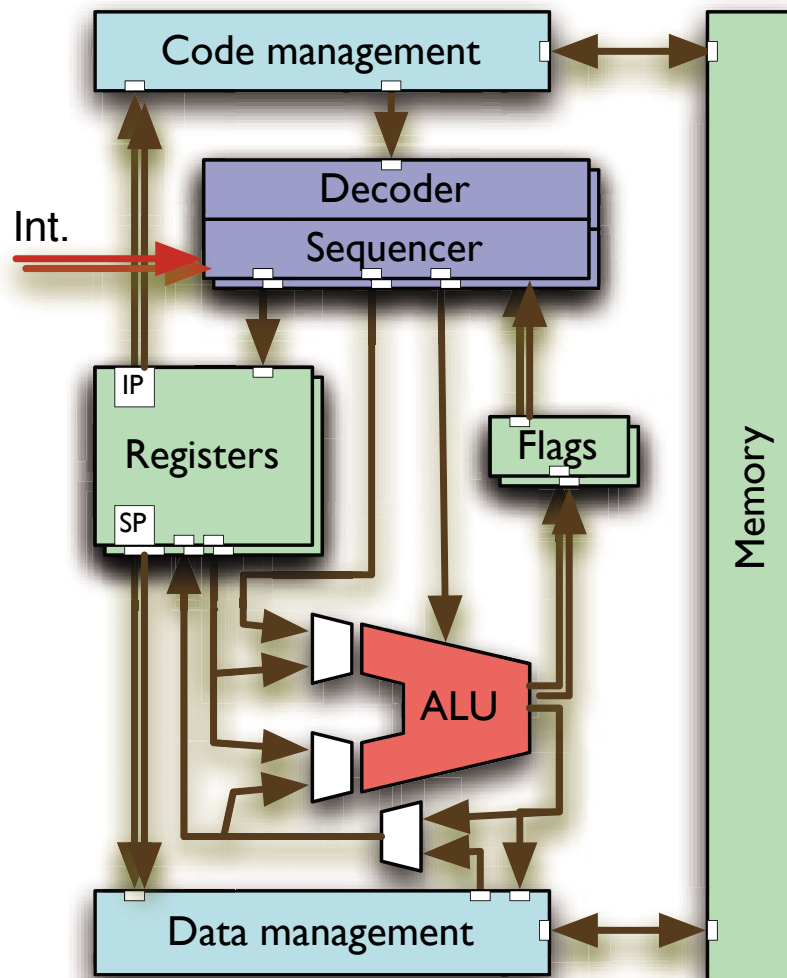 Code management
Decoder
Int.
Sequencer
IP
Registers
Flags
SP
Memory
ALU
Data management